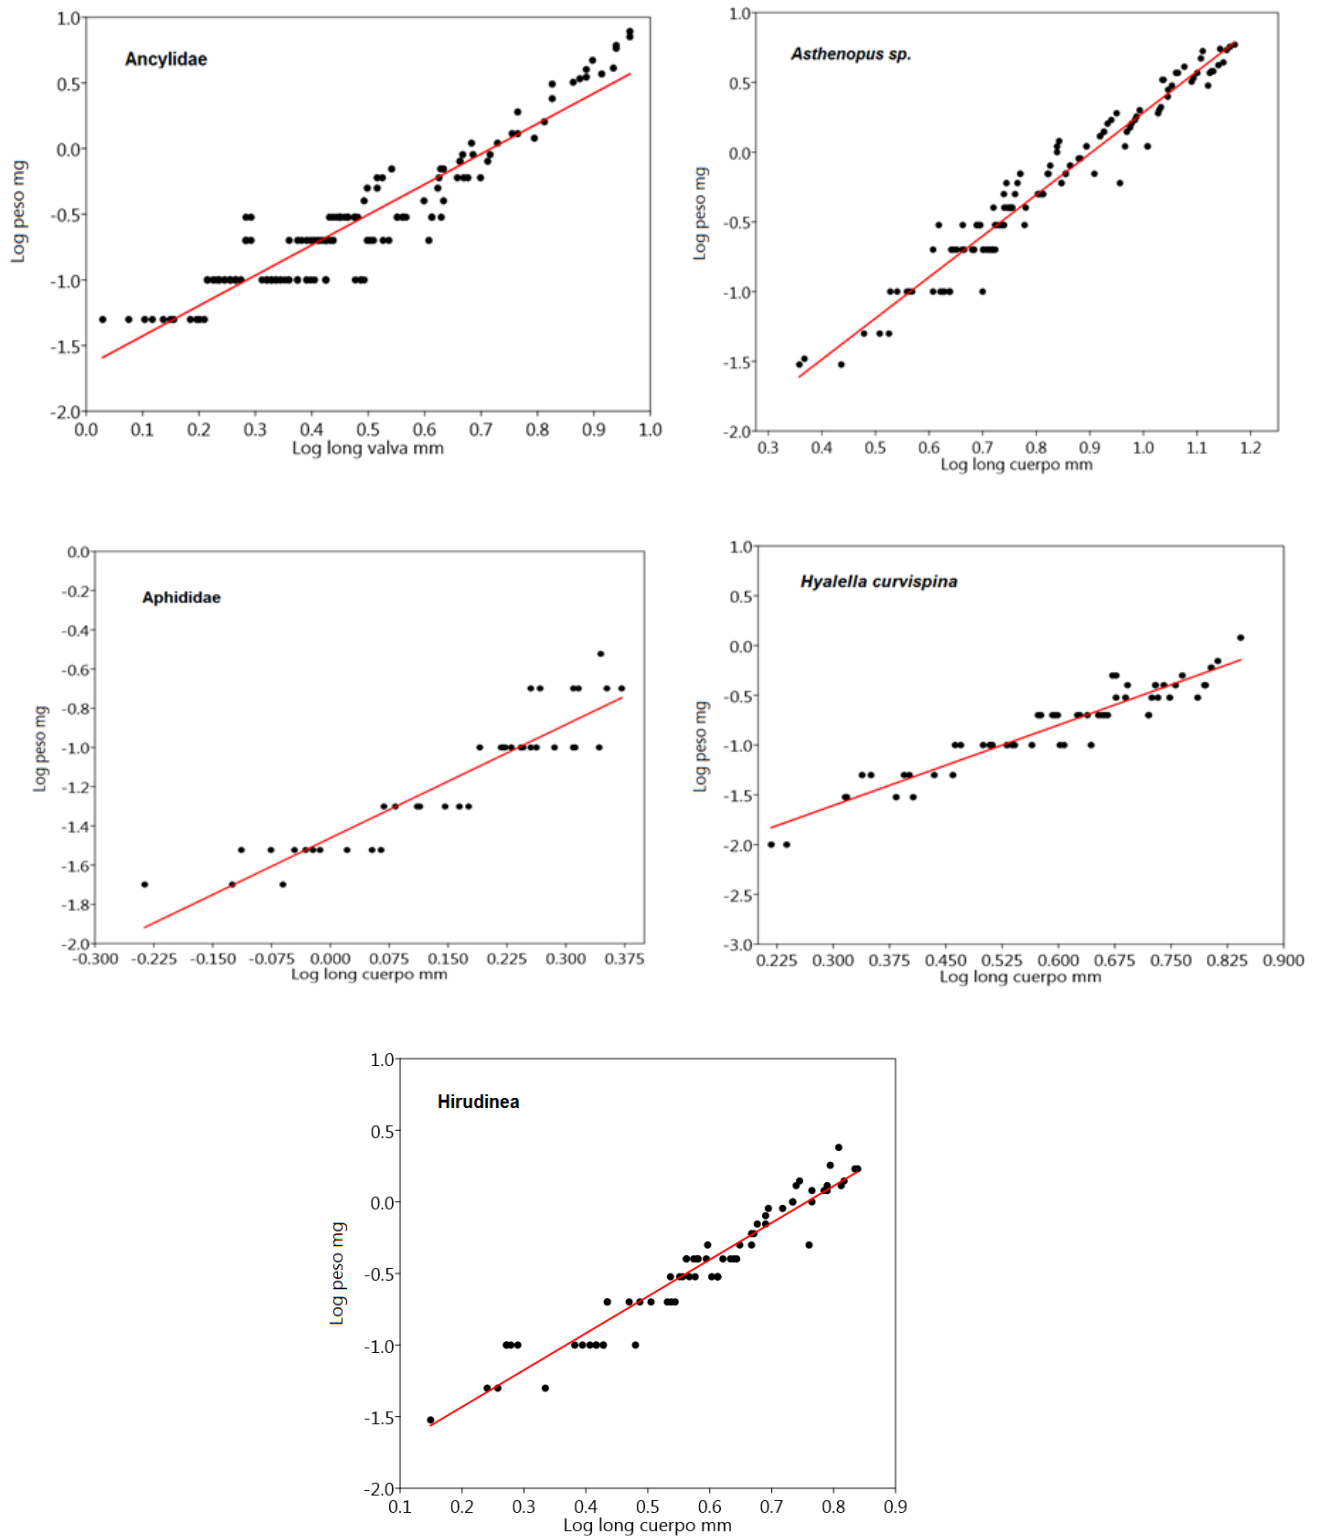 Ancylidae
Log peso mg
1.0
0.5
0.0
-0.5
-1.0
-1.5
-2.0
0.0 0.1 0.2 0.3 0.4 0.5 0.6 0.7 0.8 0.9 1.0
Log long valva mm
Asthenopus sp.
Log peso mg
1.0
0.5
0.0
-0.5
-1.0
-1.5
-2.0
0.3 0.4 0.5 0.6 0.7 0.8 0.9 1.0 1.1 1.2
Log long cuerpo mm
Aphididae
Log peso mg
0.0
-0.2
-0.4
-0.6
-0.8
-1.0
-1.2
-1.4
-1.6
-1.8
-2.0
-0.300 -0.225 -0.150 -0.075 0.000 0.075 0.150 0.225 0.300 0.375
Log long cuerpo mm
Hyalella curvispina
Log peso mg
1.0
0.5
0.0
-0.5
-1.0
-1.5
-2.0
-2.5
-3.0
0.225 0.300 0.375 0.450 0.525 0.600 0.675 0.750 0.825 0.900
Log long cuerpo mm
Hirudinea
Log peso mg
1.0
0.5
0.0
-0.5
-1.0
-1.5
-2.0
0.1 0.2 0.3 0.4 0.5 0.6 0.7 0.8 0.9
Log long cuerpo mm